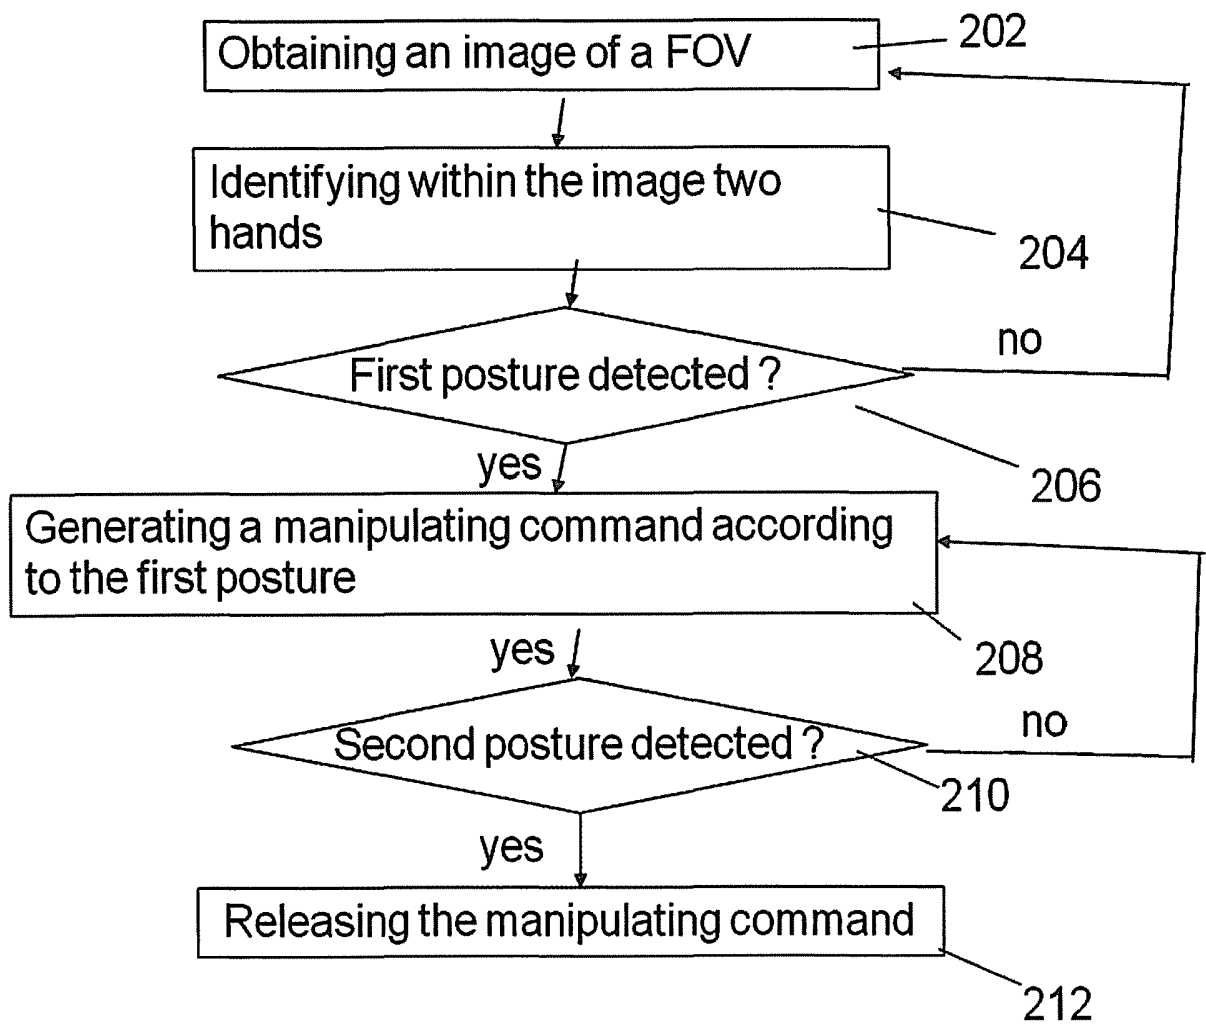 Obtaining an image of a FOV
202
Identifying within the image two
hands
204
First posture detected ?
no
206
yes
Generating a manipulating command according
to the first posture
208
yes
Second posture detected ?
no
210
yes
Releasing the manipulating command
212